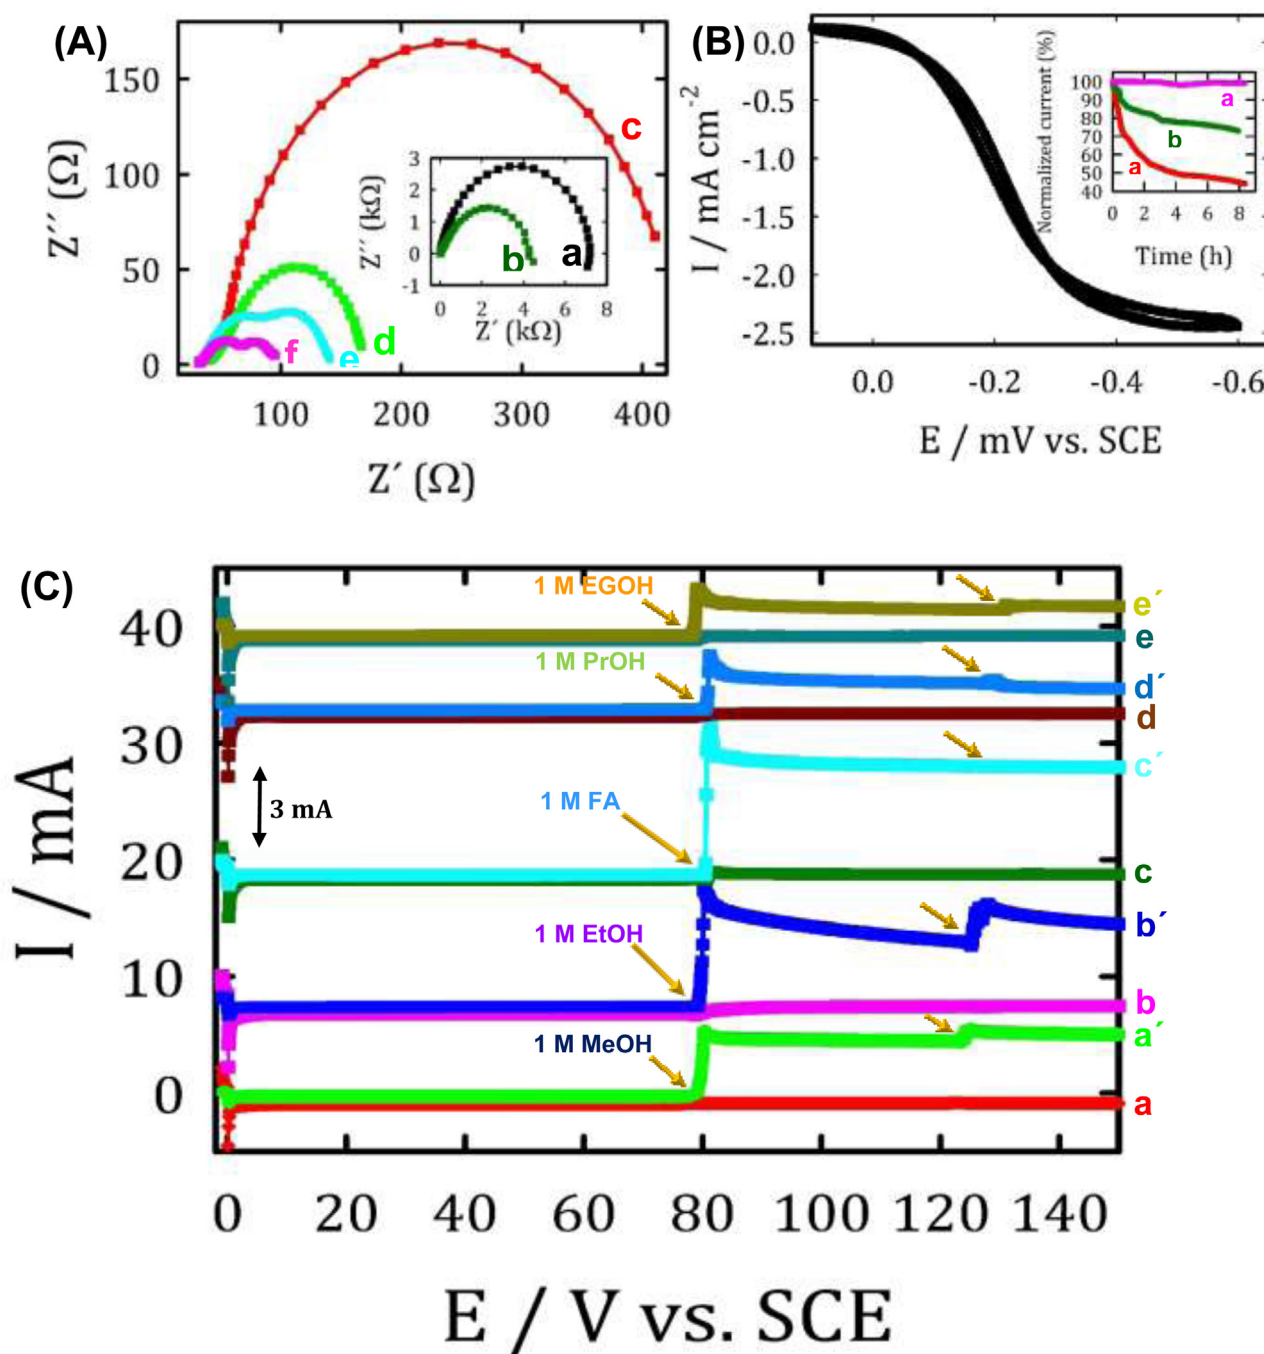 (A)
150
100
50
0
Z´´ (Ω)
100
200
300
400
Z´ (Ω)
c
d
e
f
3
2
1
0
-1
Z´´ (kΩ)
0
2
4
6
8
Z´ (kΩ)
b
a
(B)
0.0
-0.5
-1.0
-1.5
-2.0
-2.5
I / mA cm-2
0.0
-0.2
-0.4
-0.6
E / mV vs. SCE
Normalized current (%)
100
90
80
70
60
50
40
0
2
4
6
8
Time (h)
a
b
a
(C)
40
30
20
10
0
I / mA
1 M EGOH
1 M PrOH
3 mA
1 M FA
1 M EtOH
1 M MeOH
e´
e
d´
d
c´
c
b´
b
a´
a
0
20
40
60
80
100
120
140
E / V vs. SCE